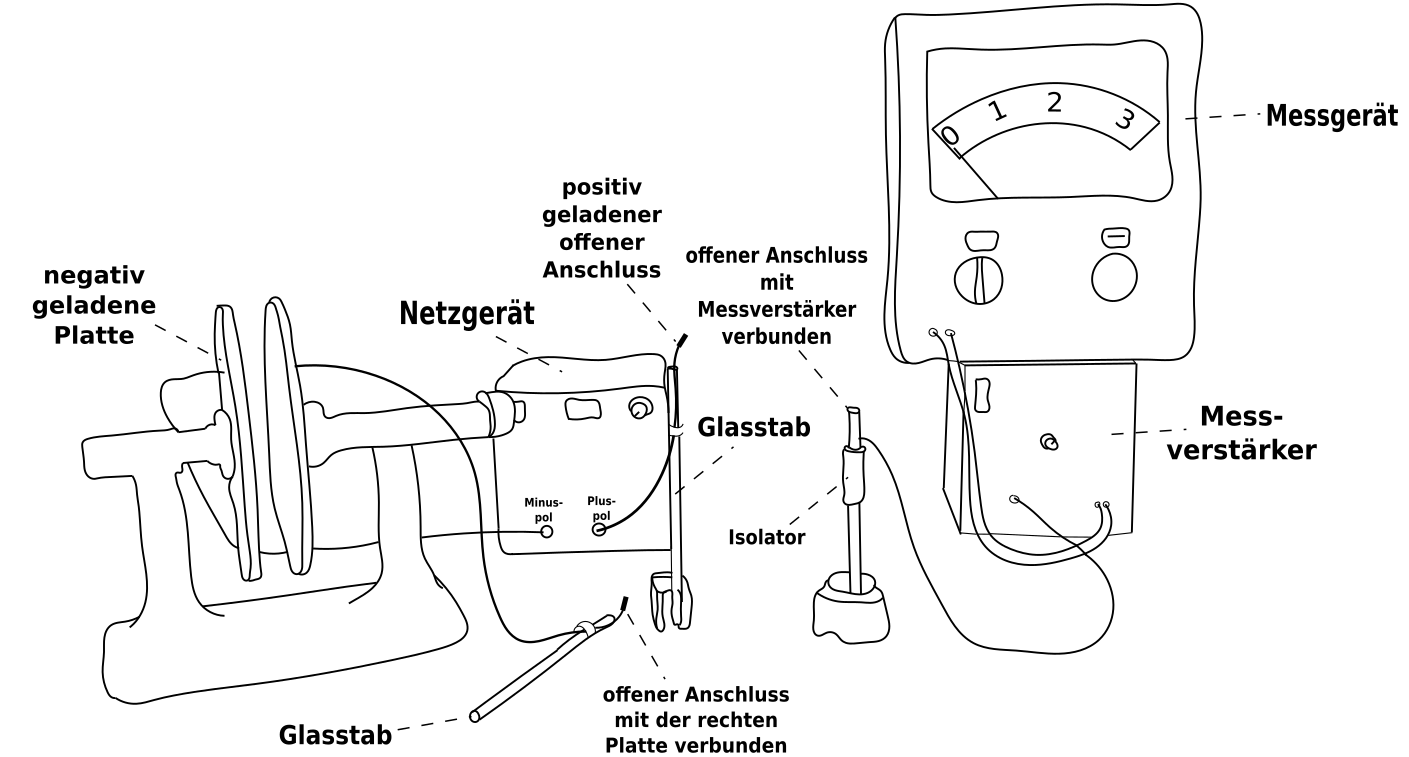 0
1
2
3
Messgerät
positiv
geladener
offener
Anschluss
offener Anschluss
mit
Messverstärker
verbunden
negativ
geladene
Platte
Netzgerät
Glasstab
Mess-
verstärker
Minus-
pol
Plus-
pol
Isolator
offener Anschluss
mit der rechten
Platte verbunden
Glasstab